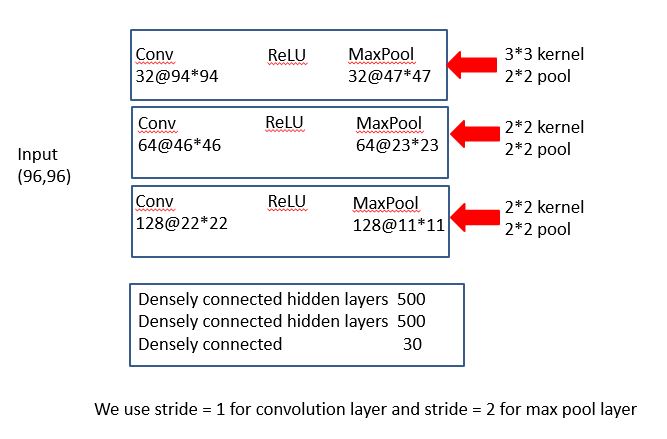 Conv ReLU MaxPool
32@94*94 32@47*47
3*3 kernel
2*2 pool
Conv ReLU MaxPool
64@46*46 64@23*23
2*2 kernel
2*2 pool
Input
(96,96)
Conv ReLU MaxPool
128@22*22 128@11*11
2*2 kernel
2*2 pool
Densely connected hidden layers 500
Densely connected hidden layers 500
Densely connected 30
We use stride = 1 for convolution layer and stride = 2 for max pool layer